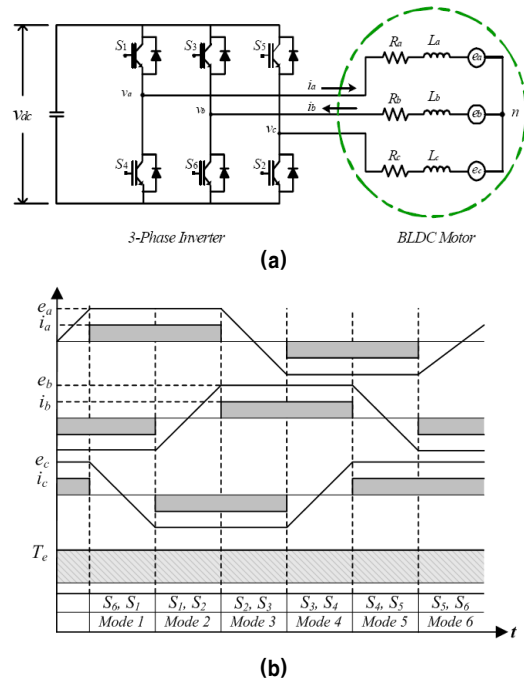 S1 S3 S5
Ra La ea
va ia
vdc
vb ib Rb Lb eb n
vc
S4 S6 S2
Rc Lc ec
3-Phase Inverter BLDC Motor
(a)
ea
ia
eb
ib
ec
ic
Te
S6, S1 S1, S2 S2, S3 S3, S4 S4, S5 S5, S6
Mode 1 Mode 2 Mode 3 Mode 4 Mode 5 Mode 6 t
(b)